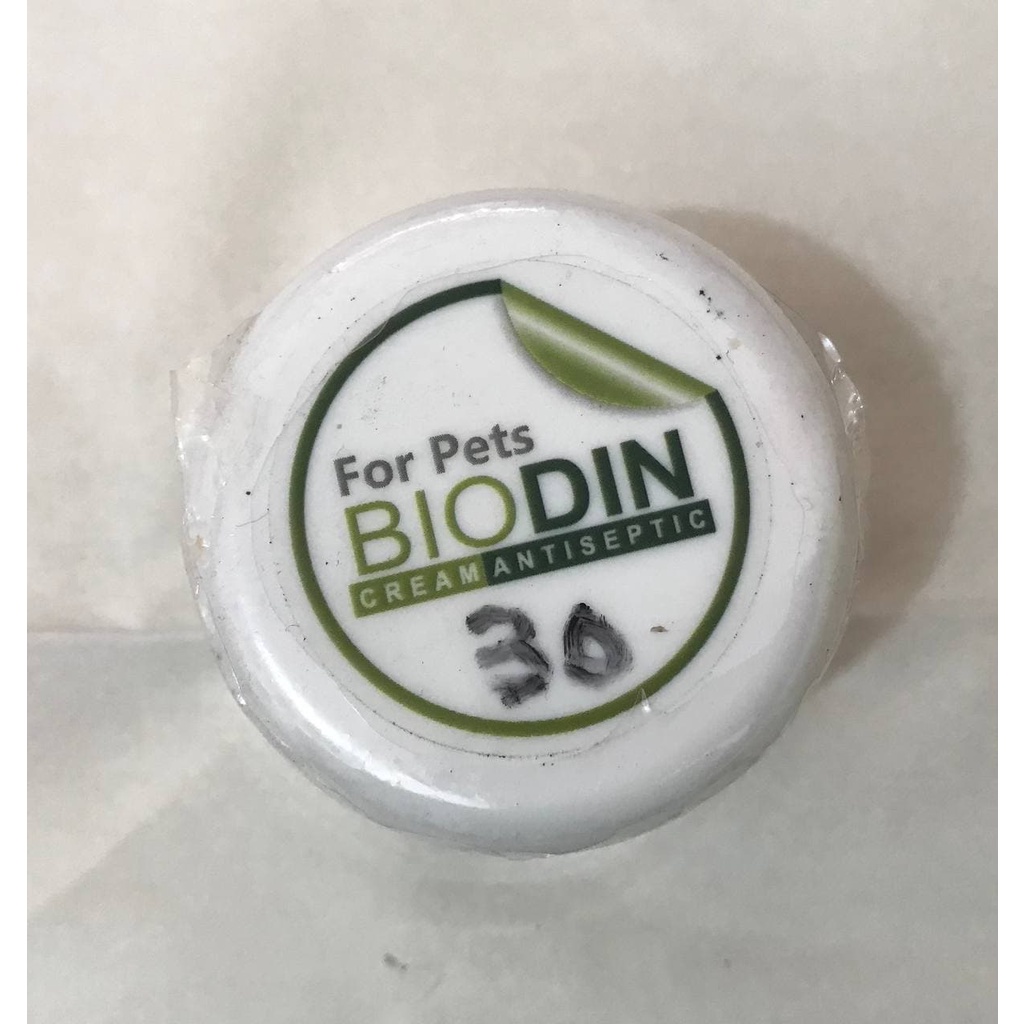 For Pets
BIODIN
CREAM ANTISEPTIC
30